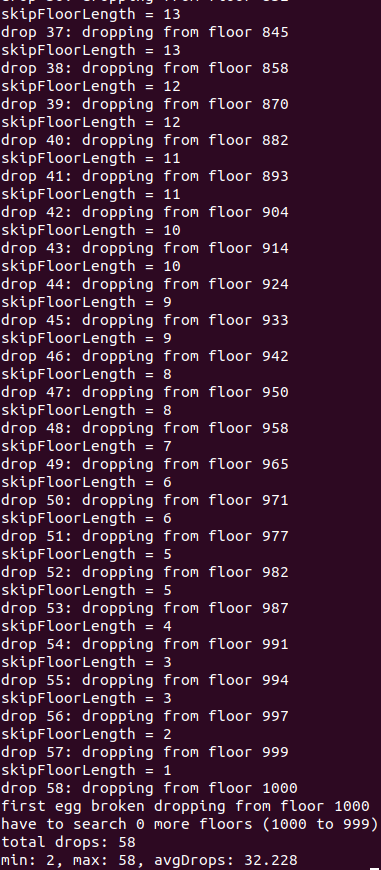 skipFloorLength = 13
drop 37: dropping from floor 845
skipFloorLength = 13
drop 38: dropping from floor 858
skipFloorLength = 12
drop 39: dropping from floor 870
skipFloorLength = 12
drop 40: dropping from floor 882
skipFloorLength = 11
drop 41: dropping from floor 893
skipFloorLength = 11
drop 42: dropping from floor 904
skipFloorLength = 10
drop 43: dropping from floor 914
skipFloorLength = 10
drop 44: dropping from floor 924
skipFloorLength = 9
drop 45: dropping from floor 933
skipFloorLength = 9
drop 46: dropping from floor 942
skipFloorLength = 8
drop 47: dropping from floor 950
skipFloorLength = 8
drop 48: dropping from floor 958
skipFloorLength = 7
drop 49: dropping from floor 965
skipFloorLength = 6
drop 50: dropping from floor 971
skipFloorLength = 6
drop 51: dropping from floor 977
skipFloorLength = 5
drop 52: dropping from floor 982
skipFloorLength = 5
drop 53: dropping from floor 987
skipFloorLength = 4
drop 54: dropping from floor 991
skipFloorLength = 3
drop 55: dropping from floor 994
skipFloorLength = 3
drop 56: dropping from floor 997
skipFloorLength = 2
drop 57: dropping from floor 999
skipFloorLength = 1
drop 58: dropping from floor 1000
first egg broken dropping from floor 1000
have to search 0 more floors (1000 to 999)
total drops: 58
min: 2, max: 58, avgDrops: 32.228